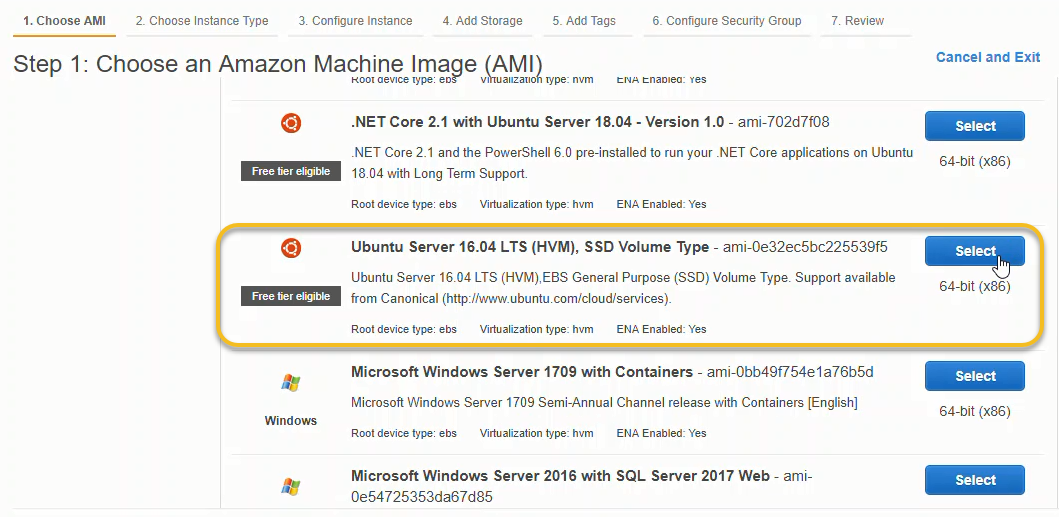 1. Choose AMI 2. Choose Instance Type 3. Configure Instance 4. Add Storage 5. Add Tags 6. Configure Security Group 7. Review
Step 1: Choose an Amazon Machine Image (AMI) Cancel and Exit
Root device type: ebs Virtualization type: hvm ENA Enabled: Yes
.NET Core 2.1 with Ubuntu Server 18.04 - Version 1.0 - ami-702d7f08 Select
.NET Core 2.1 and the PowerShell 6.0 pre-installed to run your .NET Core applications on Ubuntu 64-bit (x86)
Free tier eligible 18.04 with Long Term Support.
Root device type: ebs Virtualization type: hvm ENA Enabled: Yes
Ubuntu Server 16.04 LTS (HVM), SSD Volume Type - ami-0e32ec5bc225539f5 Select
Ubuntu Server 16.04 LTS (HVM),EBS General Purpose (SSD) Volume Type. Support available 64-bit (x86)
Free tier eligible from Canonical (http://www.ubuntu.com/cloud/services).
Root device type: ebs Virtualization type: hvm ENA Enabled: Yes
Microsoft Windows Server 1709 with Containers - ami-0bb49f754e1a76b5d Select
Microsoft Windows Server 1709 Semi-Annual Channel release with Containers [English] 64-bit (x86)
Windows
Root device type: ebs Virtualization type: hvm ENA Enabled: Yes
Microsoft Windows Server 2016 with SQL Server 2017 Web - ami- Select
0e54725353da67d85